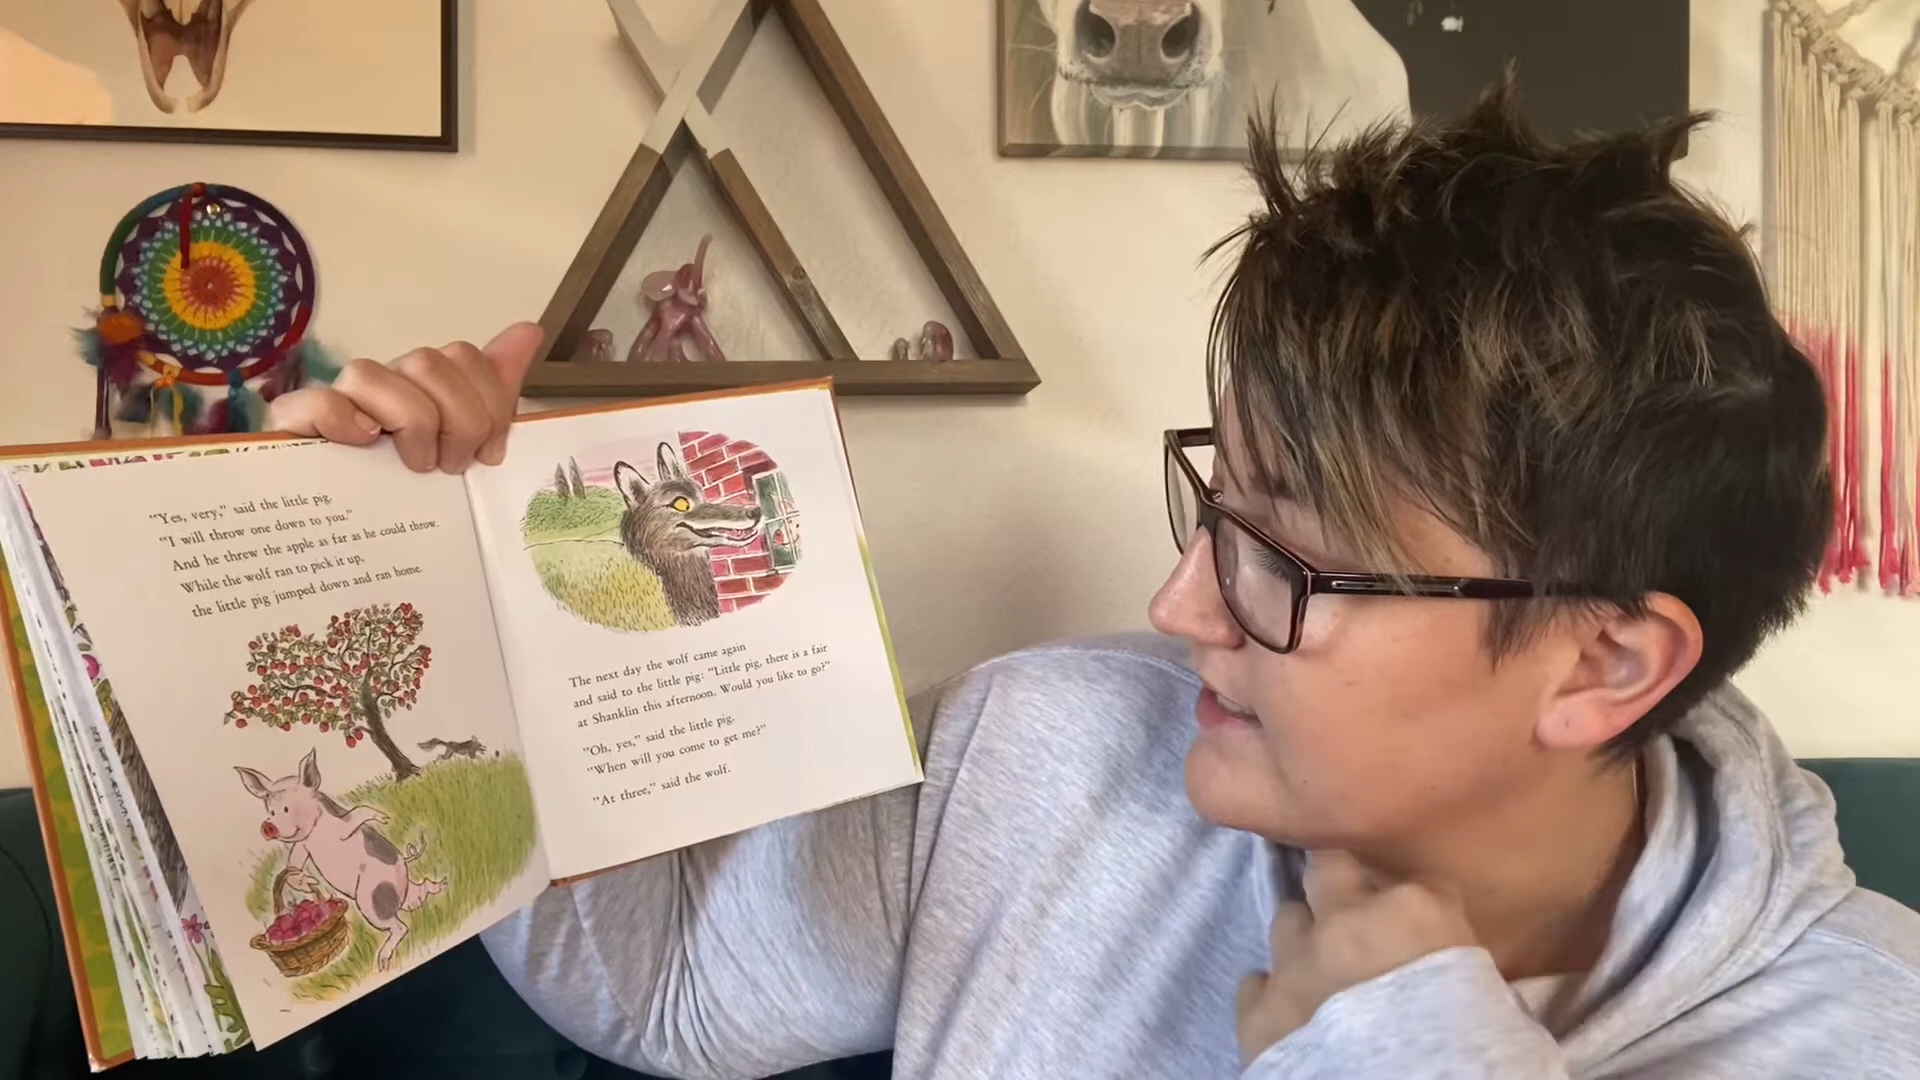 "Yes, very," said the little pig.
"I will throw one down to you."
And he threw the apple as far as he could throw.
While the wolf ran to pick it up,
the little pig jumped down and ran home.
The next day the wolf came again
and said to the little pig: "Little pig, there is a fair
at Shanklin this afternoon. Would you like to go?"
"Oh, yes," said the little pig.
"When will you come to get me?"
"At three," said the wolf.